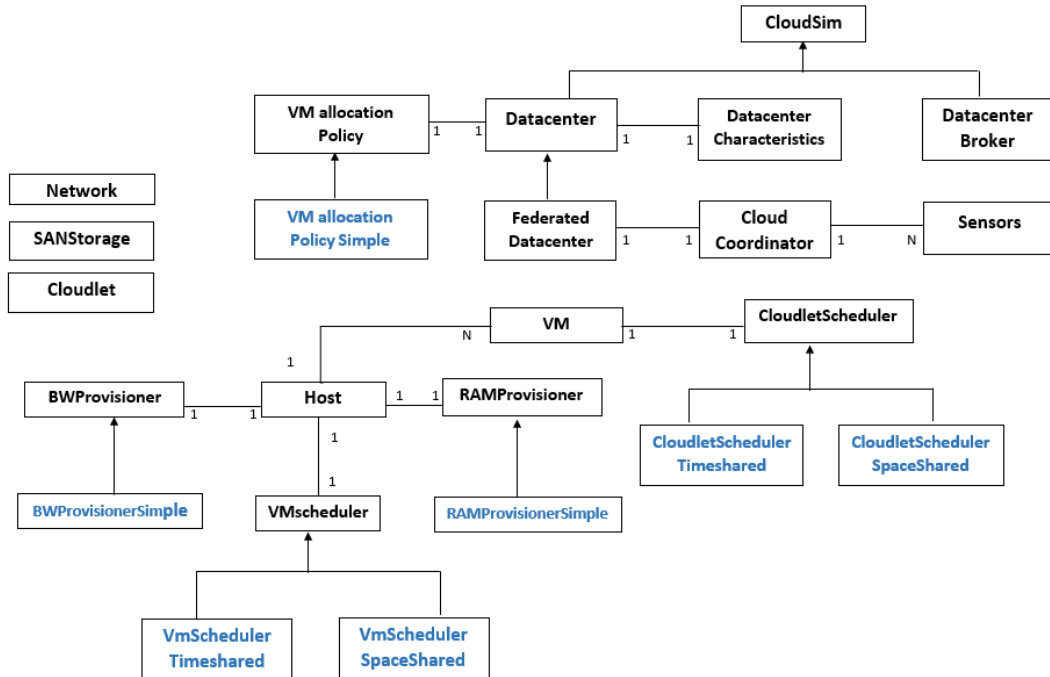 CloudSim
VM allocation
Policy
1
1
Datacenter
1
1
Datacenter
Characteristics
Datacenter
Broker
Network
SANStorage
Cloudlet
VM allocation
Policy Simple
Federated
Datacenter
1
1
Cloud
Coordinator
1
N
Sensors
N
VM
1
1
CloudletScheduler
1
BWProvisioner
1
1
Host
1
1
RAMProvisioner
1
1
CloudletScheduler
Timeshared
CloudletScheduler
SpaceShared
BWProvisionerSimple
VMscheduler
RAMProvisionerSimple
VmScheduler
Timeshared
VmScheduler
SpaceShared